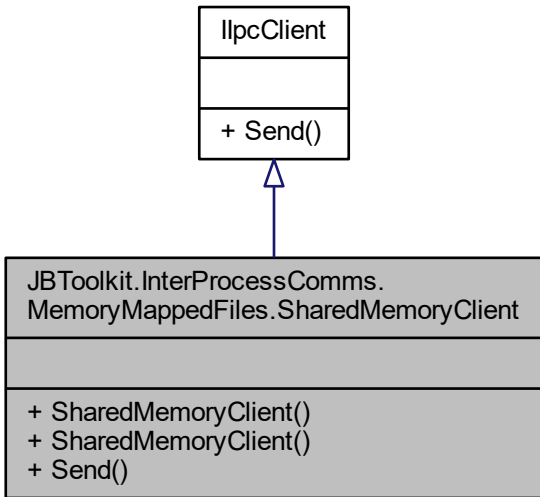 IIpcClient
+ Send()
JBToolkit.InterProcessComms.
MemoryMappedFiles.SharedMemoryClient
+ SharedMemoryClient()
+ SharedMemoryClient()
+ Send()